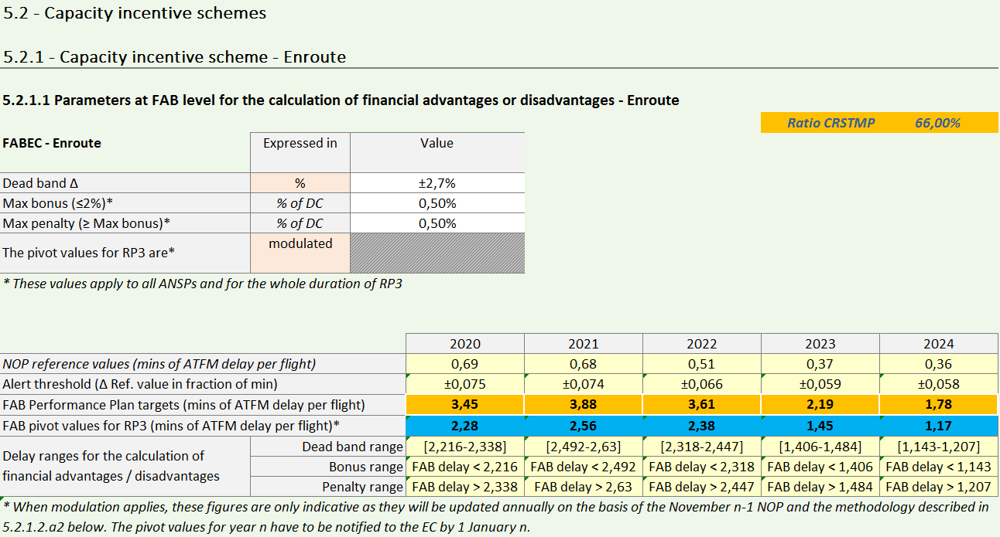 5.2 - Capacity incentive schemes
5.2.1 - Capacity incentive scheme - Enroute
5.2.1.1 Parameters at FAB level for the calculation of financial advantages or disadvantages - Enroute
Ratio CRSTMP 66,00%
FABEC - Enroute Expressed in Value
Dead band Δ % ±2,7%
Max bonus (≤2%)* % of DC 0,50%
Max penalty (≥ Max bonus)* % of DC 0,50%
The pivot values for RP3 are* modulated
* These values apply to all ANSPs and for the whole duration of RP3
2020 2021 2022 2023 2024
NOP reference values (mins of ATFM delay per flight) 0,69 0,68 0,51 0,37 0,36
Alert threshold (Δ Ref. value in fraction of min) ±0,075 ±0,074 ±0,066 ±0,059 ±0,058
FAB Performance Plan targets (mins of ATFM delay per flight) 3,45 3,88 3,61 2,19 1,78
FAB pivot values for RP3 (mins of ATFM delay per flight)* 2,28 2,56 2,38 1,45 1,17
Delay ranges for the calculation of financial advantages / disadvantages
Dead band range [2,216-2,338] [2,492-2,63] [2,318-2,447] [1,406-1,484] [1,143-1,207]
Bonus range FAB delay < 2,216 FAB delay < 2,492 FAB delay < 2,318 FAB delay < 1,406 FAB delay < 1,143
Penalty range FAB delay > 2,338 FAB delay > 2,63 FAB delay > 2,447 FAB delay > 1,484 FAB delay > 1,207
* When modulation applies, these figures are only indicative as they will be updated annually on the basis of the November n-1 NOP and the methodology described in
5.2.1.2.a2 below. The pivot values for year n have to be notified to the EC by 1 January n.